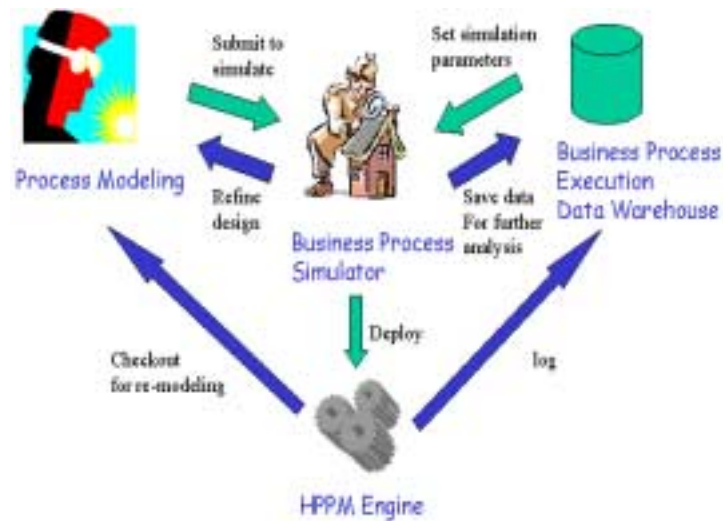 Submit to
simulate
Set simulation
parameters
Process Modeling
Refine
design
Business Process
Simulator
Save data
For further
analysis
Business Process
Execution
Data Warehouse
Deploy
Checkout
for re-modeling
log
HPPM Engine